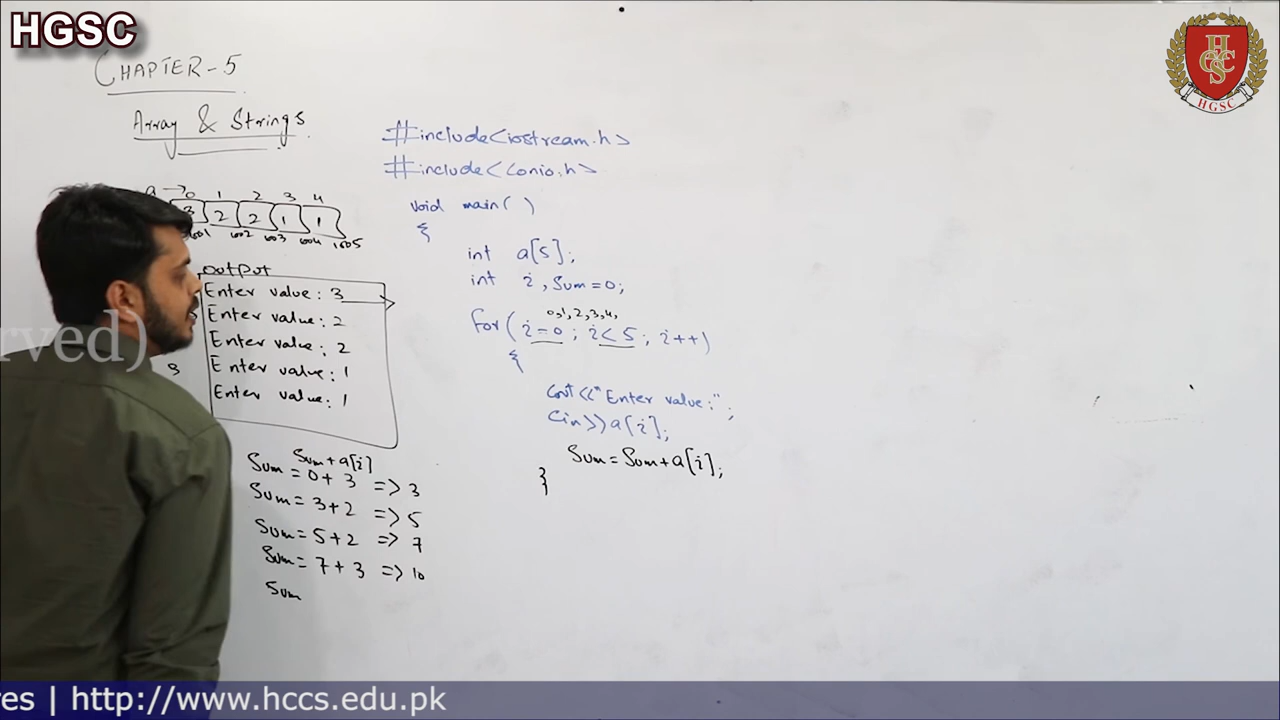 HGSC
CHAPTER-5
Array & Strings
a → 0 1 2 3 4
3 2 2 1 1
1002 1003 1004 1005
output
Enter value: 3
Enter value: 2
Enter value: 2
Enter value: 1
Enter value: 1
3
Sum+a[i]
Sum = 0+3 => 3
Sum = 3+2 => 5
Sum = 5+2 => 7
Sum = 7+3 => 10
Sum
#include<iostream.h>
#include<conio.h>
void main( )
{
int a[5];
int i, Sum=0;
0,1,2,3,4,
for( i=0 ; i<5 ; i++)
{
cout<<"Enter value:" ;
cin>>a[i];
Sum=Sum+a[i];
}
HGCSC
HGSC
rved)
res | http://www.hccs.edu.pk